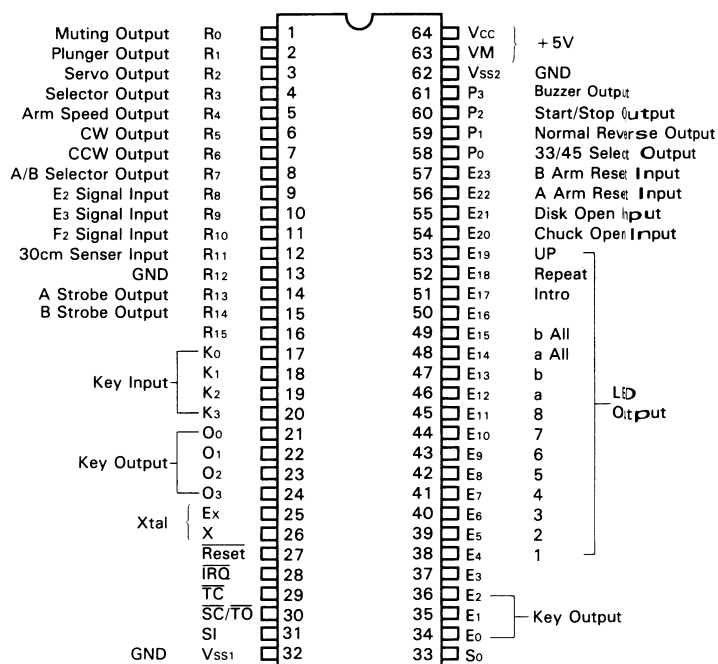 Muting Output R0 1 64 Vcc
Plunger Output R1 2 63 VM
+5V
Servo Output R2 3 62 Vss2 GND
Selector Output R3 4 61 P3 Buzzer Output
Arm Speed Output R4 5 60 P2 Start/Stop Output
CW Output R5 6 59 P1 Normal Reverse Output
CCW Output R6 7 58 P0 33/45 Select Output
A/B Selector Output R7 8 57 E23 B Arm Reset Input
E2 Signal Input R8 9 56 E22 A Arm Reset Input
E3 Signal Input R9 10 55 E21 Disk Open Input
F2 Signal Input R10 11 54 E20 Chuck Open Input
30cm Senser Input R11 12 53 E19 UP
GND R12 13 52 E18 Repeat
A Strobe Output R13 14 51 E17 Intro
B Strobe Output R14 15 50 E16
R15 16 49 E15 b All
K0 17 48 E14 a All
Key Input K1 18 47 E13 b
K2 19 46 E12 a LED
K3 20 45 E11 8 Output
O0 21 44 E10 7
Key Output O1 22 43 E9 6
O2 23 42 E8 5
O3 24 41 E7 4
Xtal Ex 25 40 E6 3
X 26 39 E5 2
Reset 27 38 E4 1
IRQ 28 37 E3
TC 29 36 E2
SC/TO 30 35 E1 Key Output
SI 31 34 E0
GND Vss1 32 33 S0